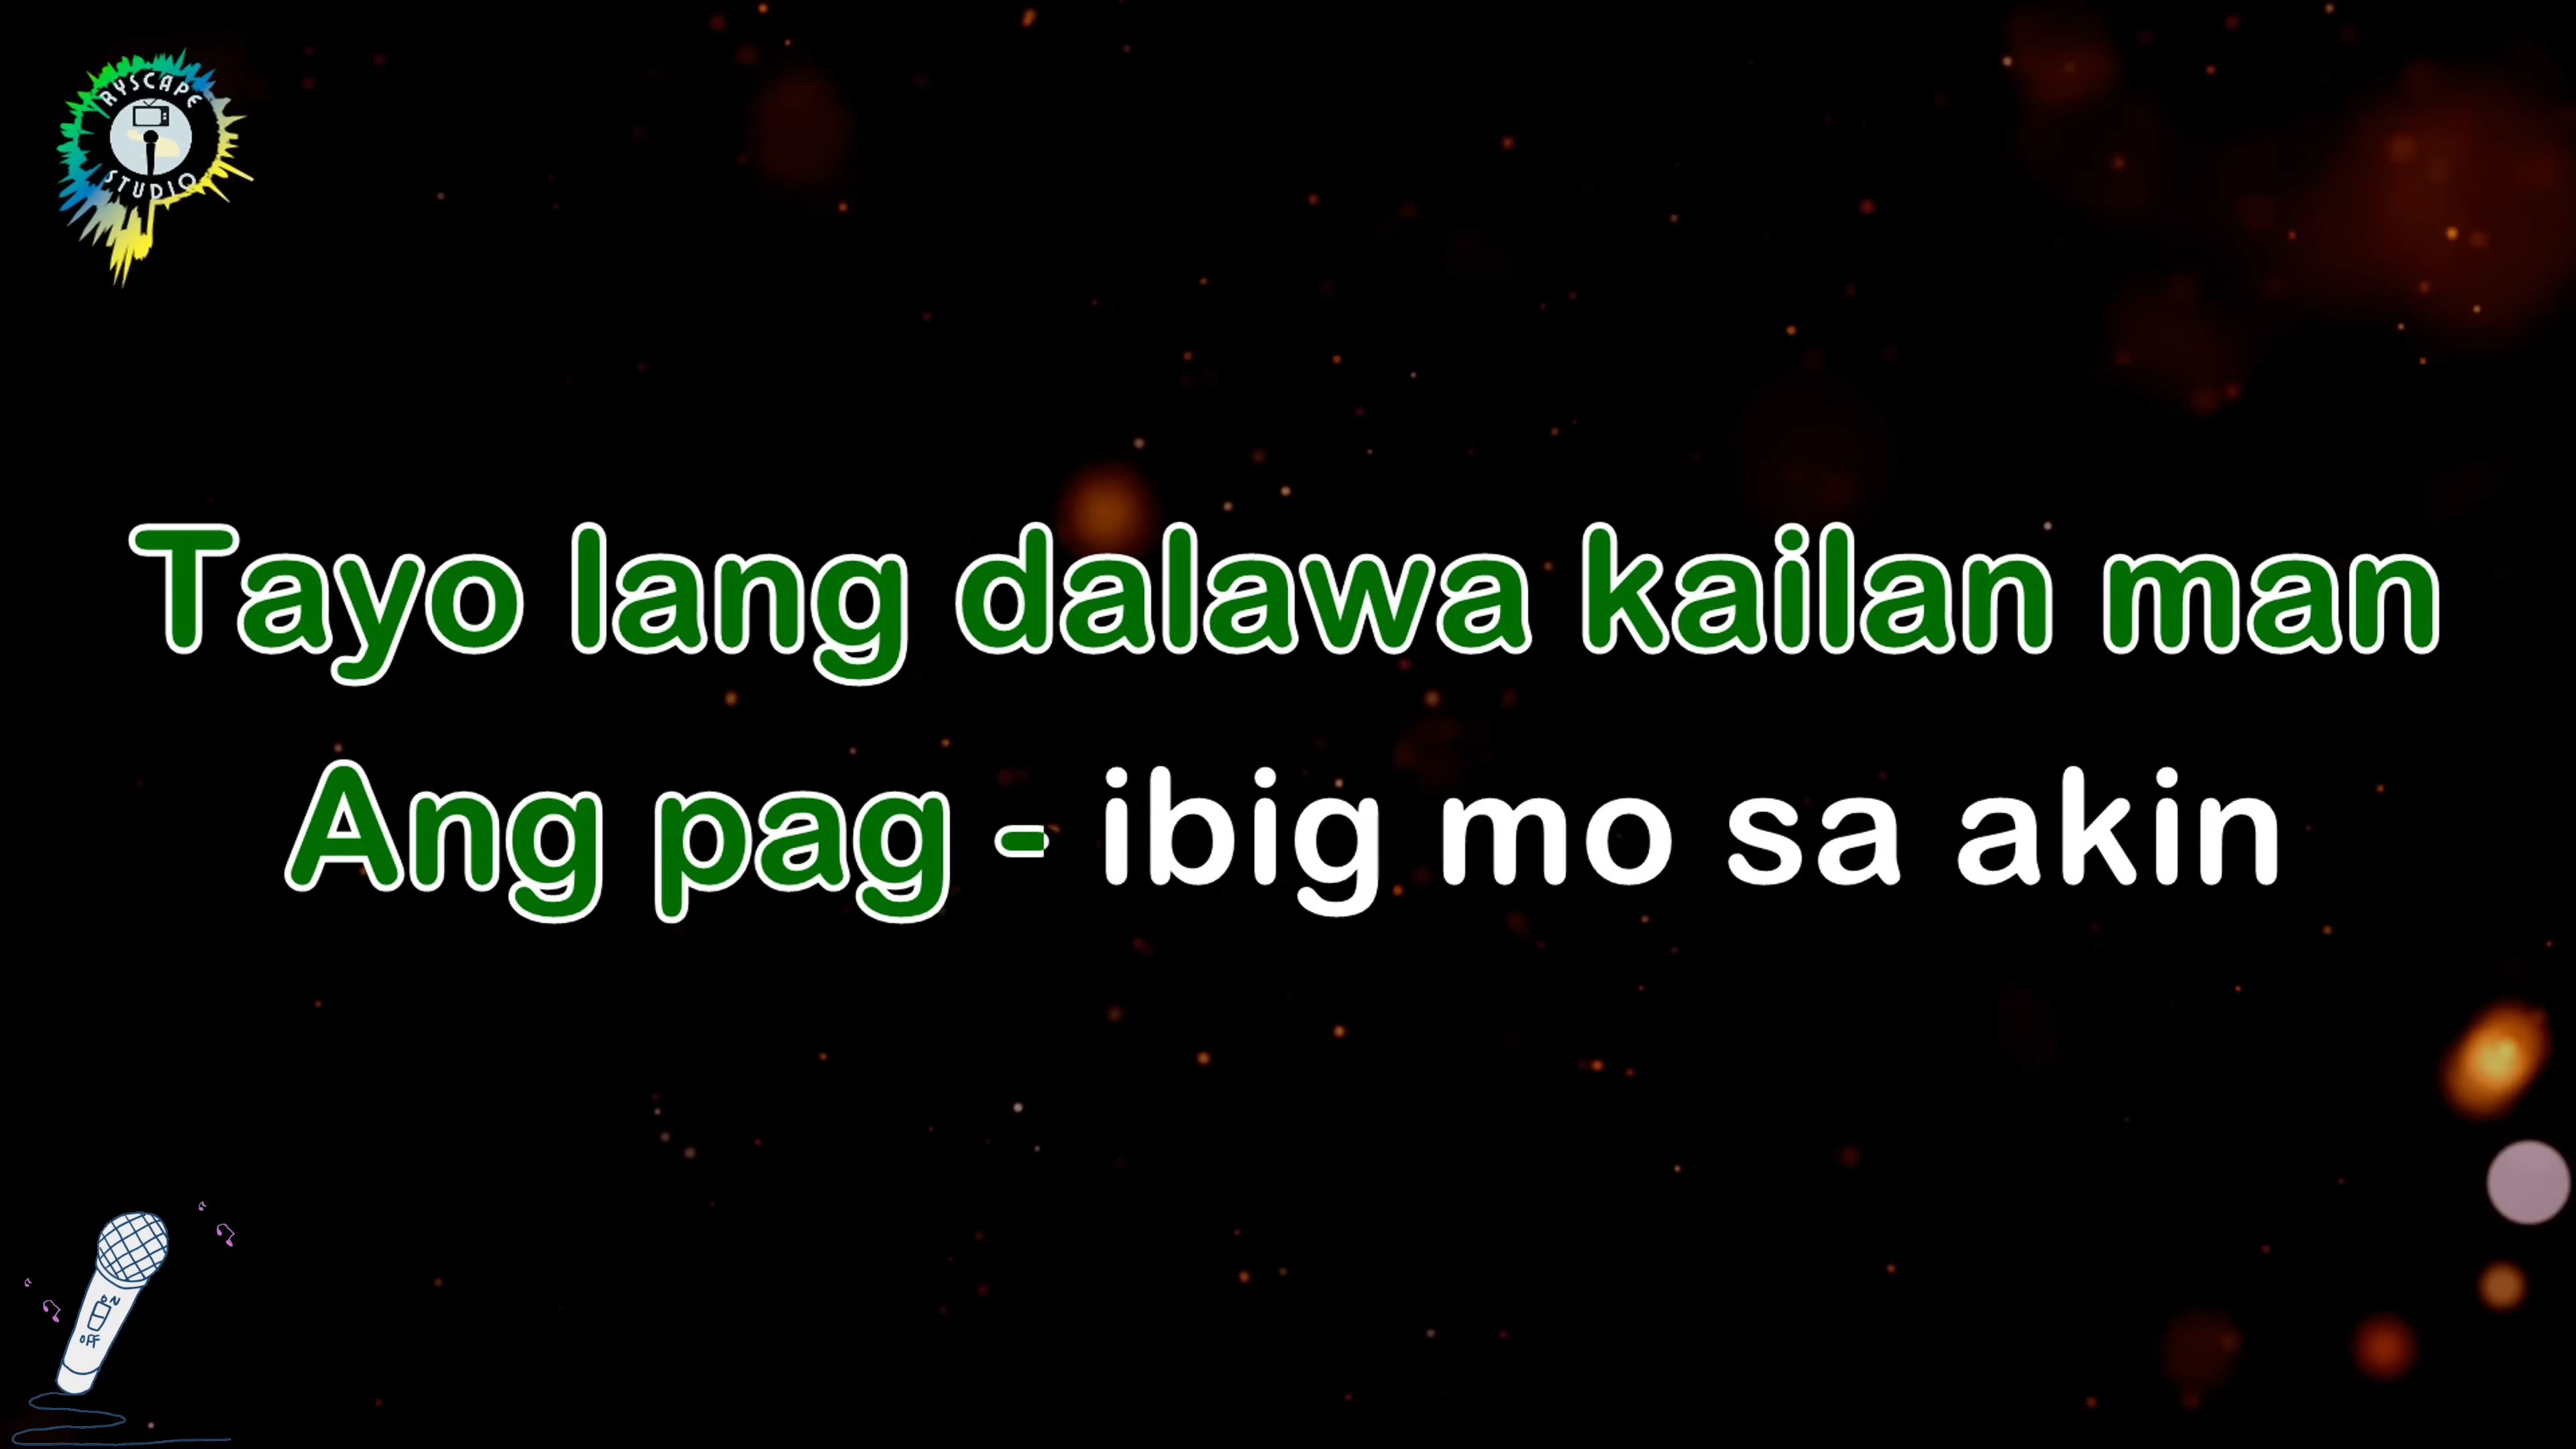 RYSCAPE
STUDIO
Tayo lang dalawa kailan man
Ang pag - ibig mo sa akin
ON
OFF